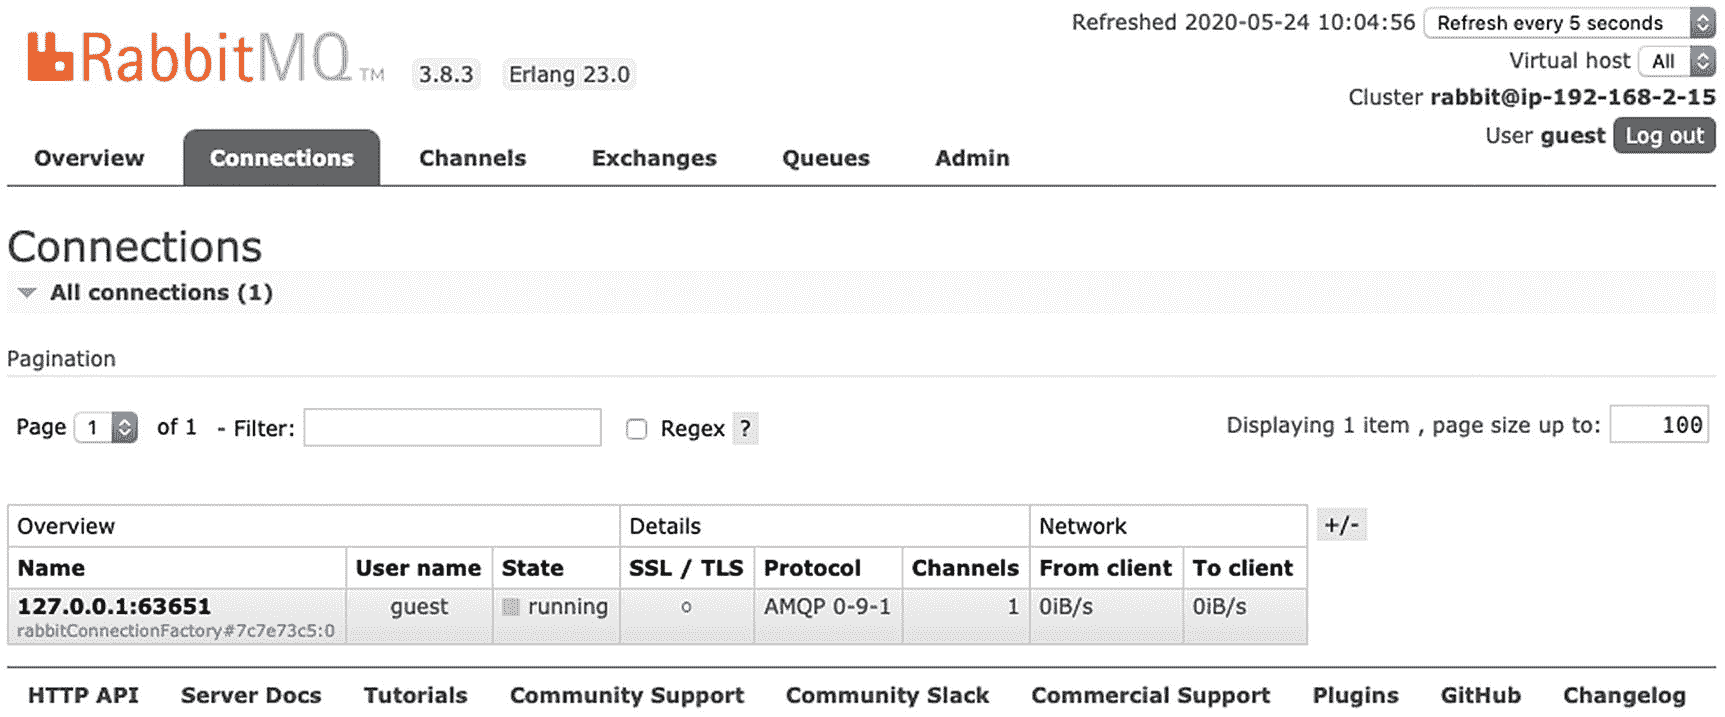 Refreshed 2020-05-24 10:04:56 Refresh every 5 seconds
RabbitMQ TM 3.8.3 Erlang 23.0
Virtual host All
Cluster rabbit@ip-192-168-2-15
User guest Log out
Overview Connections Channels Exchanges Queues Admin
Connections
All connections (1)
Pagination
Page 1 of 1 - Filter: Regex ? Displaying 1 item , page size up to: 100
Overview Details Network +/-
Name User name State SSL / TLS Protocol Channels From client To client
127.0.0.1:63651 guest running ○ AMQP 0-9-1 1 0iB/s 0iB/s
rabbitConnectionFactory#7c7e73c5:0
HTTP API Server Docs Tutorials Community Support Community Slack Commercial Support Plugins GitHub Changelog